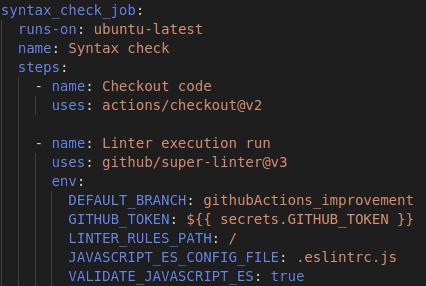 syntax_check_job:
  runs-on: ubuntu-latest
  name: Syntax check
  steps:
    - name: Checkout code
      uses: actions/checkout@v2

    - name: Linter execution run
      uses: github/super-linter@v3
      env:
        DEFAULT_BRANCH: githubActions_improvement
        GITHUB_TOKEN: ${{ secrets.GITHUB_TOKEN }}
        LINTER_RULES_PATH: /
        JAVASCRIPT_ES_CONFIG_FILE: .eslintrc.js
        VALIDATE_JAVASCRIPT_ES: true